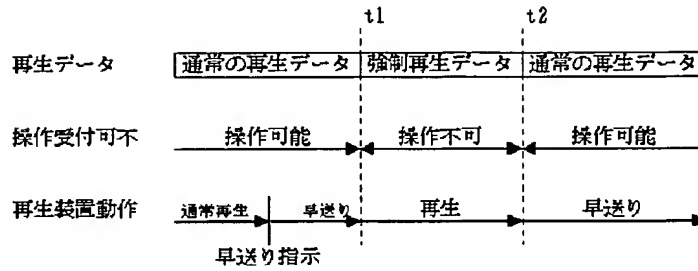 t1 t2
再生データ 通常の再生データ 強制再生データ 通常の再生データ
操作受付可不 操作可能 操作不可 操作可能
再生装置動作 通常再生 早送り 再生 早送り
早送り指示